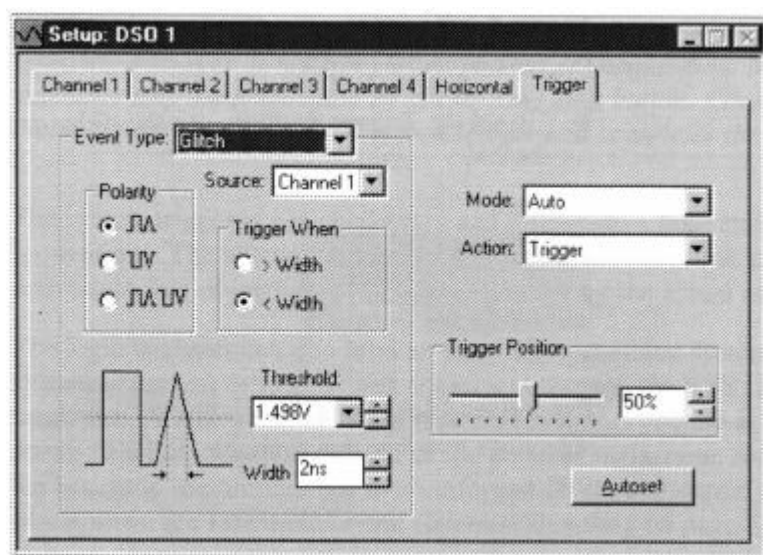 Setup: DSO 1
Channel 1 Channel 2 Channel 3 Channel 4 Horizontal Trigger
Event Type: Glitch
Source: Channel 1
Polarity
Trigger When
> Width
< Width
Mode: Auto
Action: Trigger
Threshold:
1.498V
Width 2ns
Trigger Position
50%
Autoset